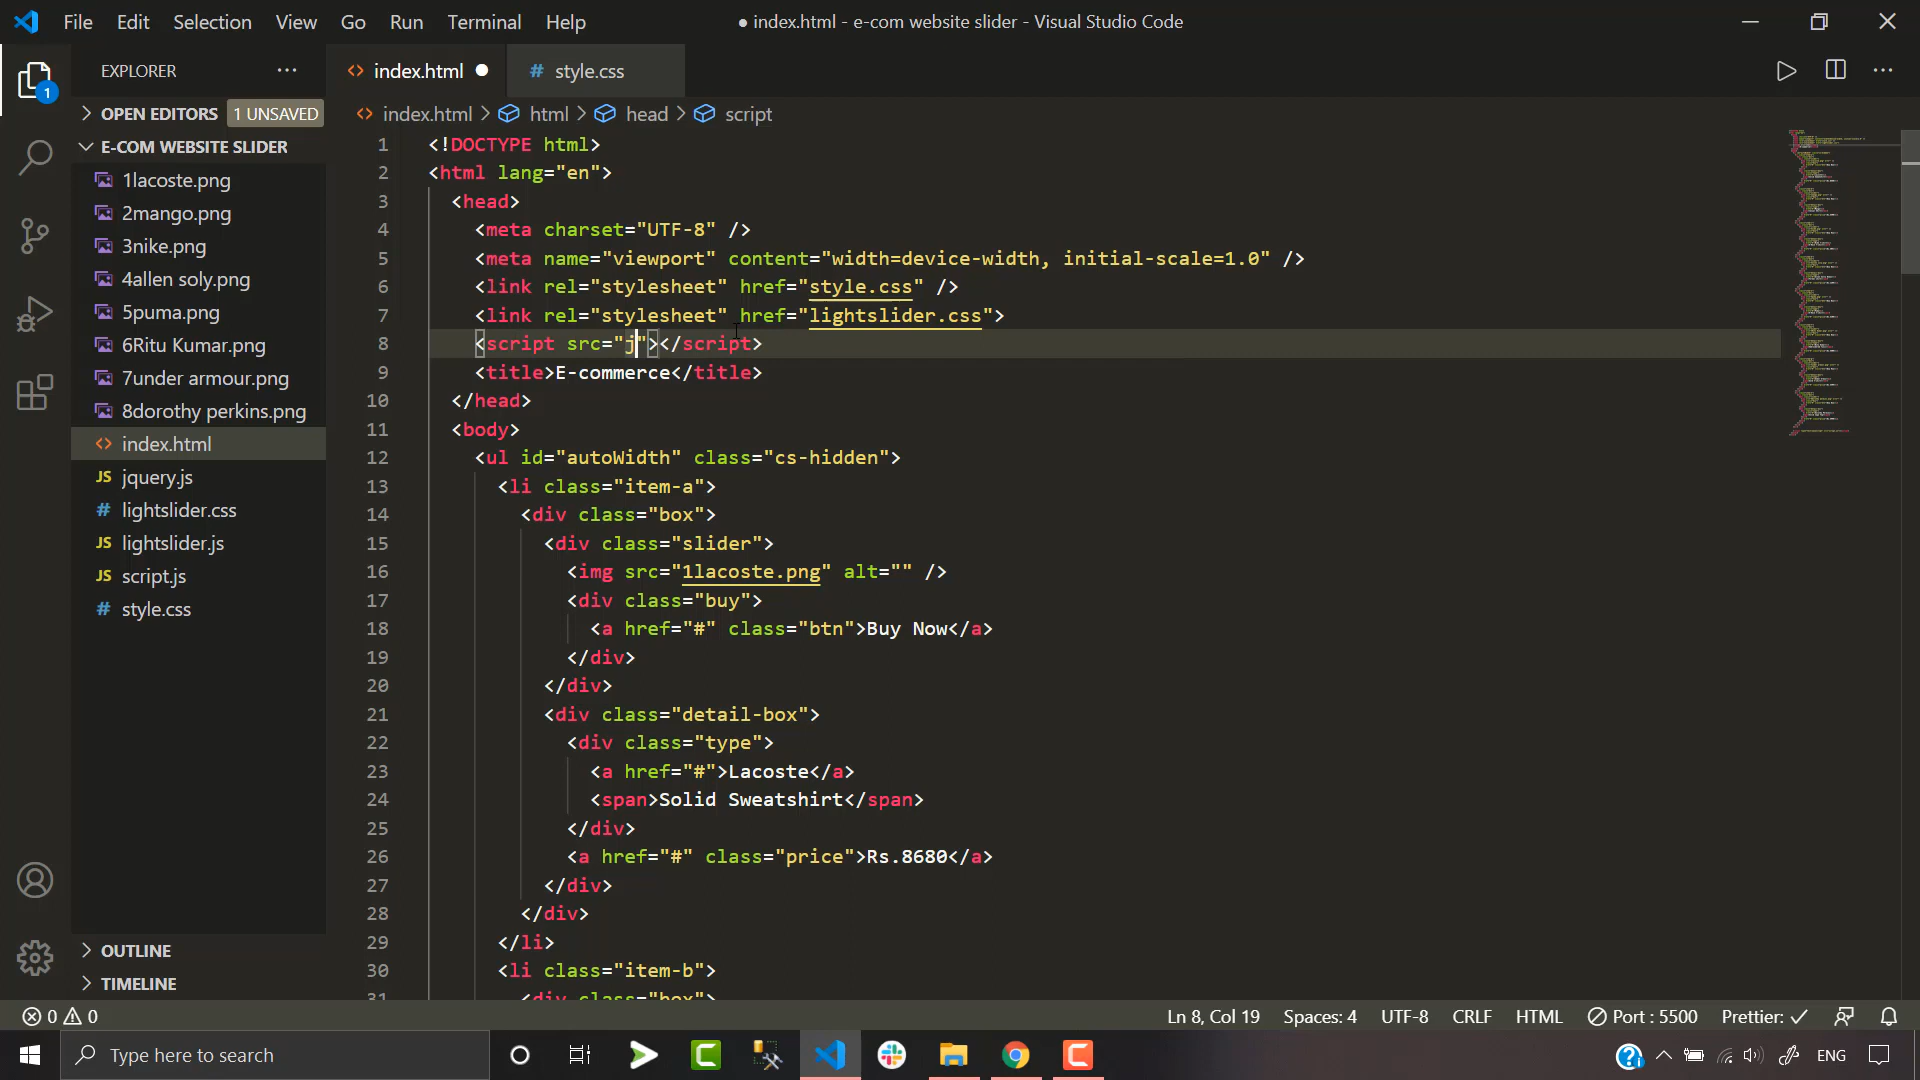 File Edit Selection View Go Run Terminal Help
● index.html - e-com website slider - Visual Studio Code
EXPLORER
index.html
# style.css
OPEN EDITORS 1 UNSAVED
index.html > html > head > script
E-COM WEBSITE SLIDER
1lacoste.png
2mango.png
3nike.png
4allen soly.png
5puma.png
6Ritu Kumar.png
7under armour.png
8dorothy perkins.png
index.html
JS jquery.js
# lightslider.css
JS lightslider.js
JS script.js
# style.css
OUTLINE
TIMELINE
1 <!DOCTYPE html>
2 <html lang="en">
3 <head>
4 <meta charset="UTF-8" />
5 <meta name="viewport" content="width=device-width, initial-scale=1.0" />
6 <link rel="stylesheet" href="style.css" />
7 <link rel="stylesheet" href="lightslider.css">
8 <script src="j"></script>
9 <title>E-commerce</title>
10 </head>
11 <body>
12 <ul id="autoWidth" class="cs-hidden">
13 <li class="item-a">
14 <div class="box">
15 <div class="slider">
16 <img src="1lacoste.png" alt="" />
17 <div class="buy">
18 <a href="#" class="btn">Buy Now</a>
19 </div>
20 </div>
21 <div class="detail-box">
22 <div class="type">
23 <a href="#">Lacoste</a>
24 <span>Solid Sweatshirt</span>
25 </div>
26 <a href="#" class="price">Rs.8680</a>
27 </div>
28 </div>
29 </li>
30 <li class="item-b">
31 <div class="box">
0 0
Ln 8, Col 19 Spaces: 4 UTF-8 CRLF HTML Port : 5500 Prettier: ✓
Type here to search
ENG